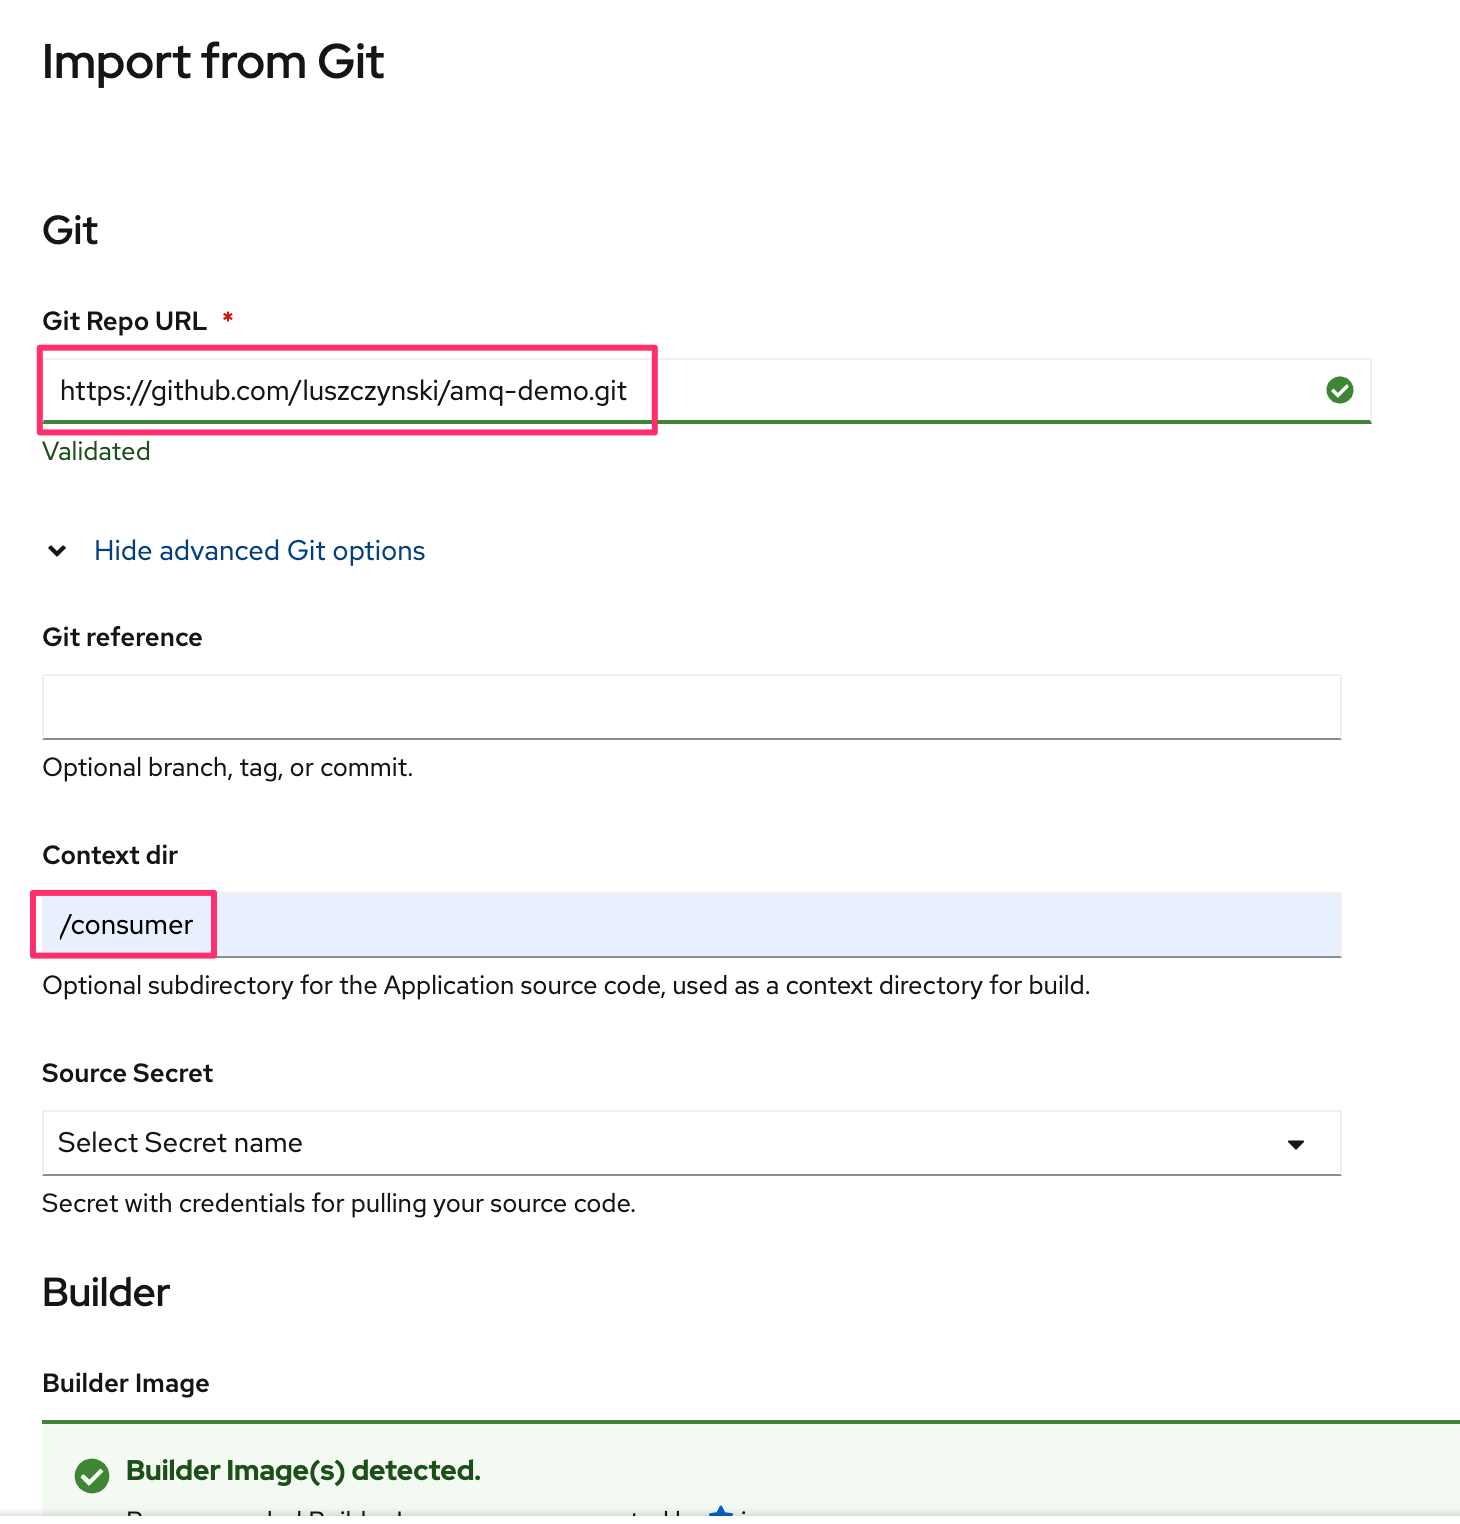 Import from Git
Git
Git Repo URL *
https://github.com/luszczynski/amq-demo.git
Validated
Hide advanced Git options
Git reference
Optional branch, tag, or commit.
Context dir
/consumer
Optional subdirectory for the Application source code, used as a context directory for build.
Source Secret
Select Secret name
Secret with credentials for pulling your source code.
Builder
Builder Image
Builder Image(s) detected.